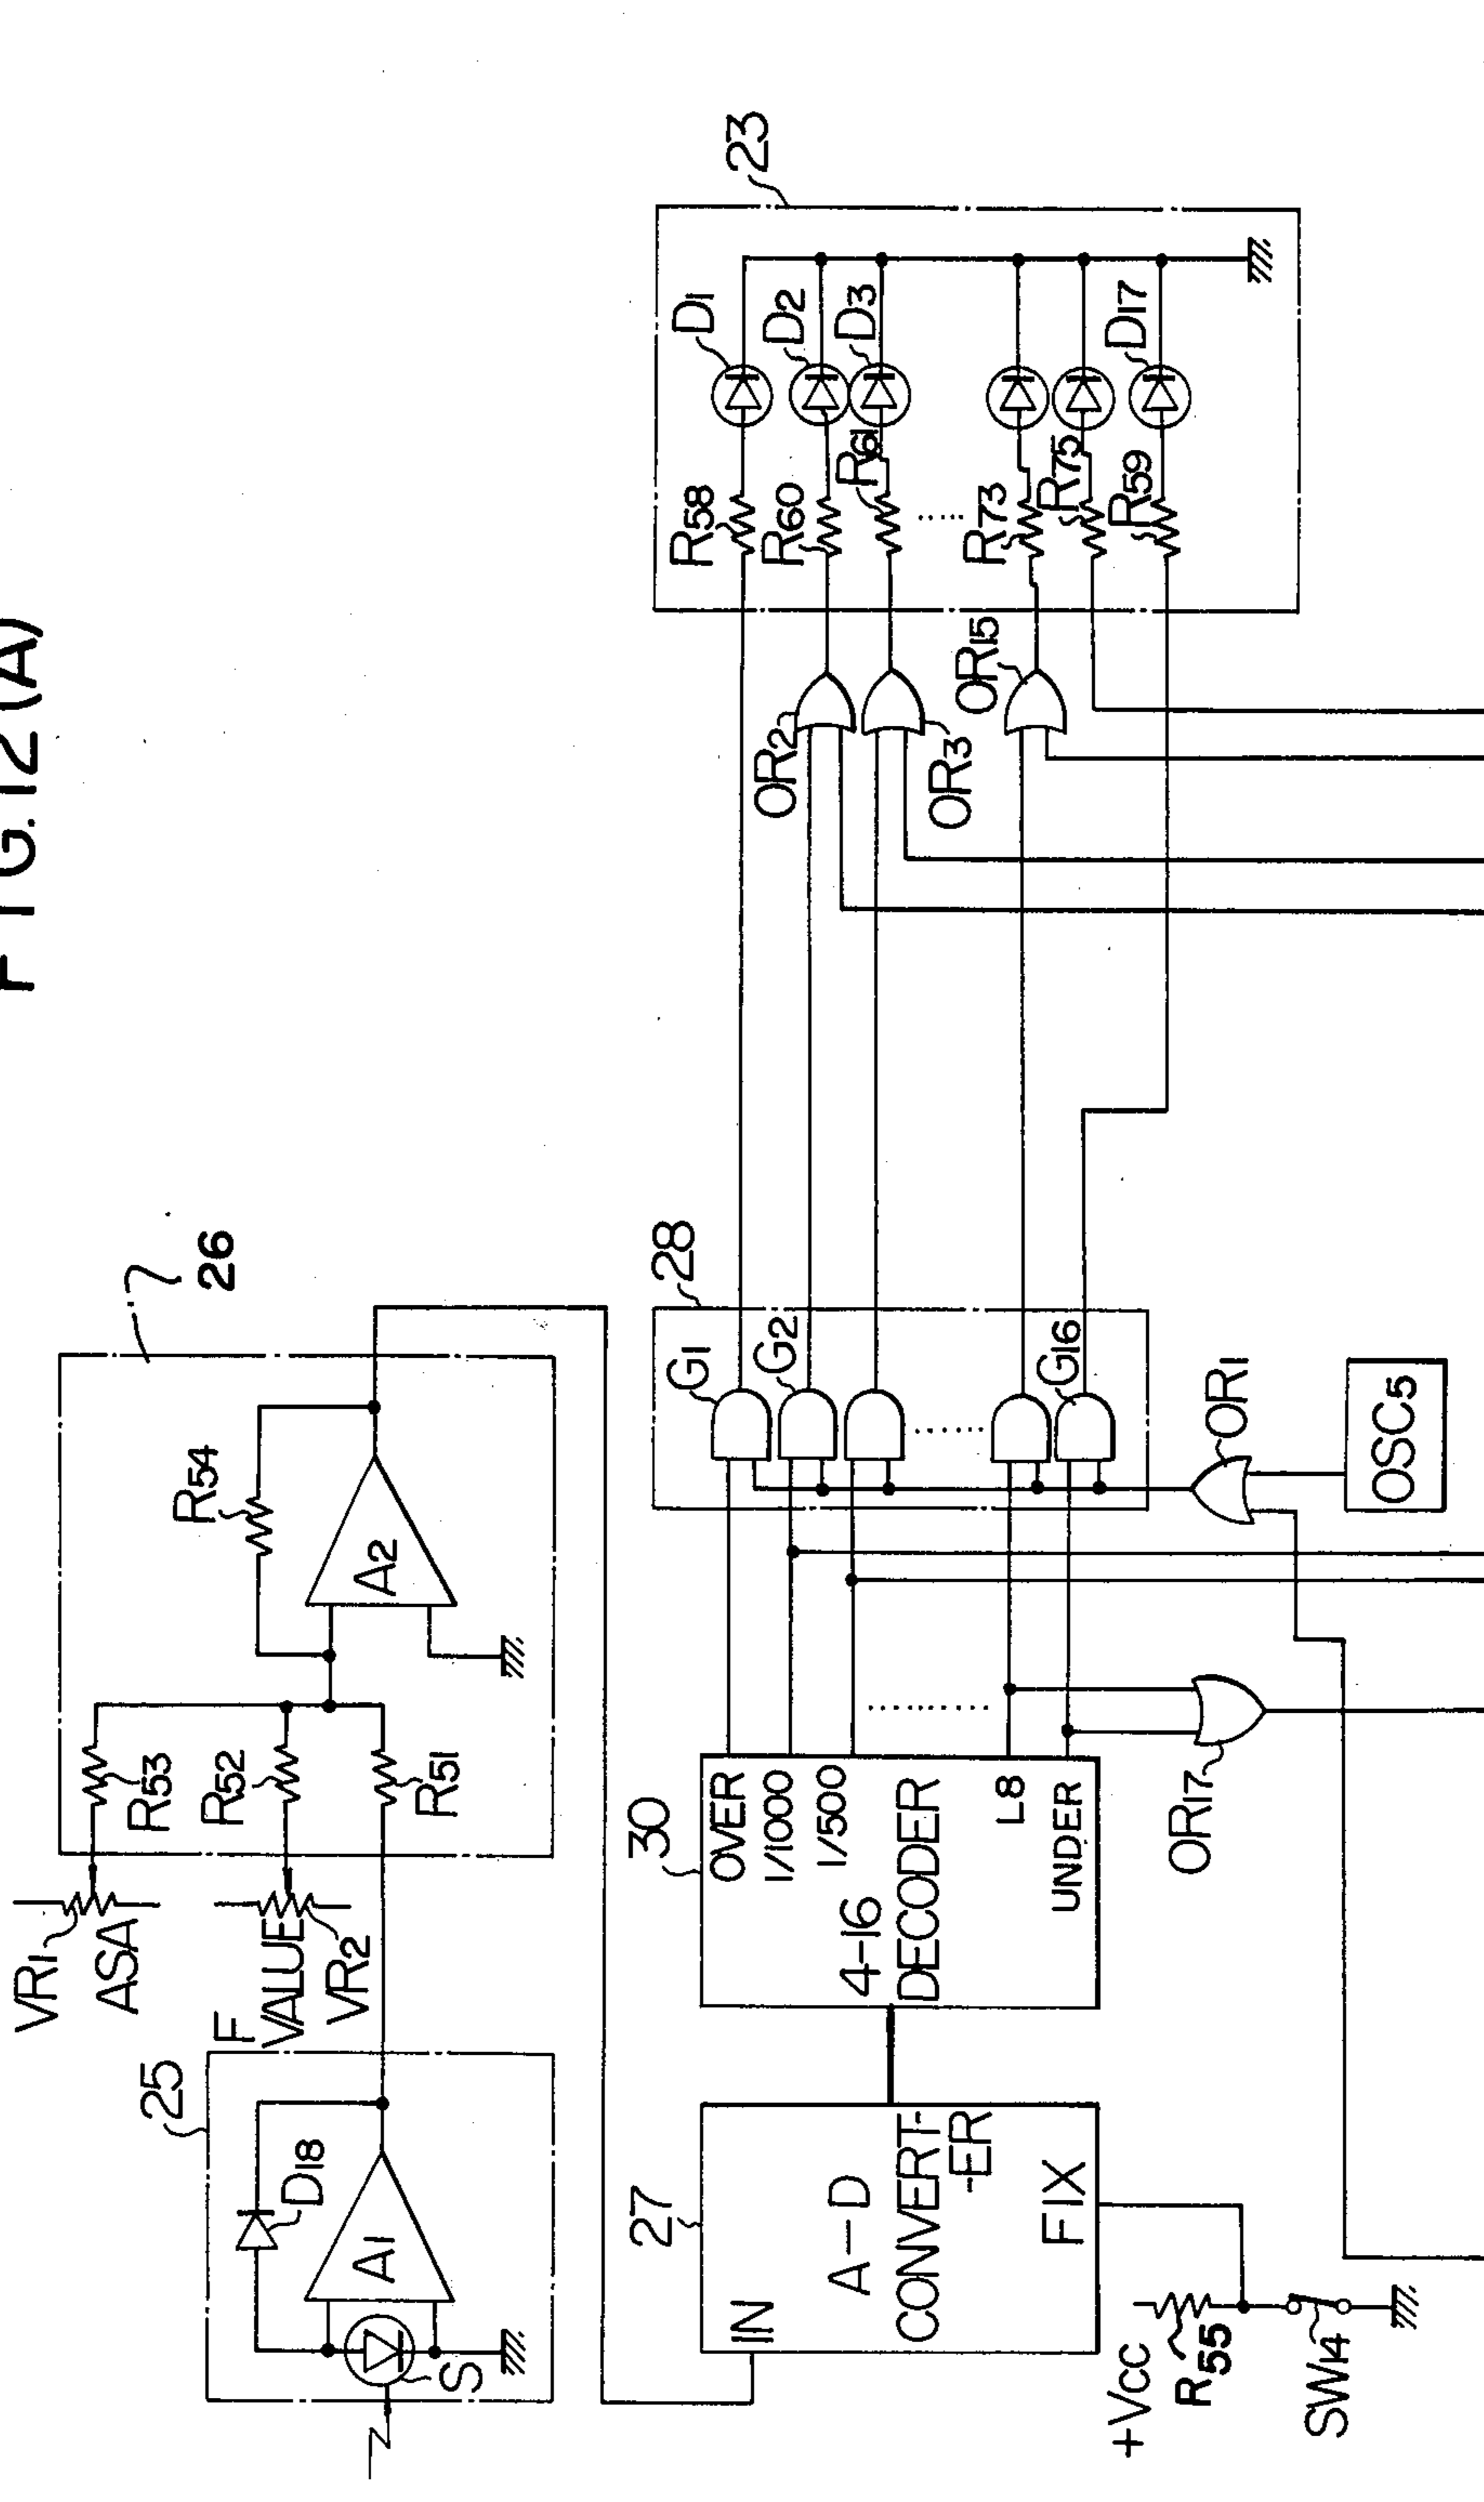 FIG.12(A)
VR1
ASA
R53
R52
R51
R54
A2
26
F
VALUE
VR2
25
D18
A1
S
23
D1
D2
D3
D17
R58
R60
R61
R73
R75
R59
OR2
OR3
OR15
28
G1
G2
G16
OR1
OSC5
30
OVER
1/1000
1/500
4-16
DECODER
L8
UNDER
OR17
27
IN
A-D
CONVERT-
-ER
FIX
+Vcc
R55
SW14